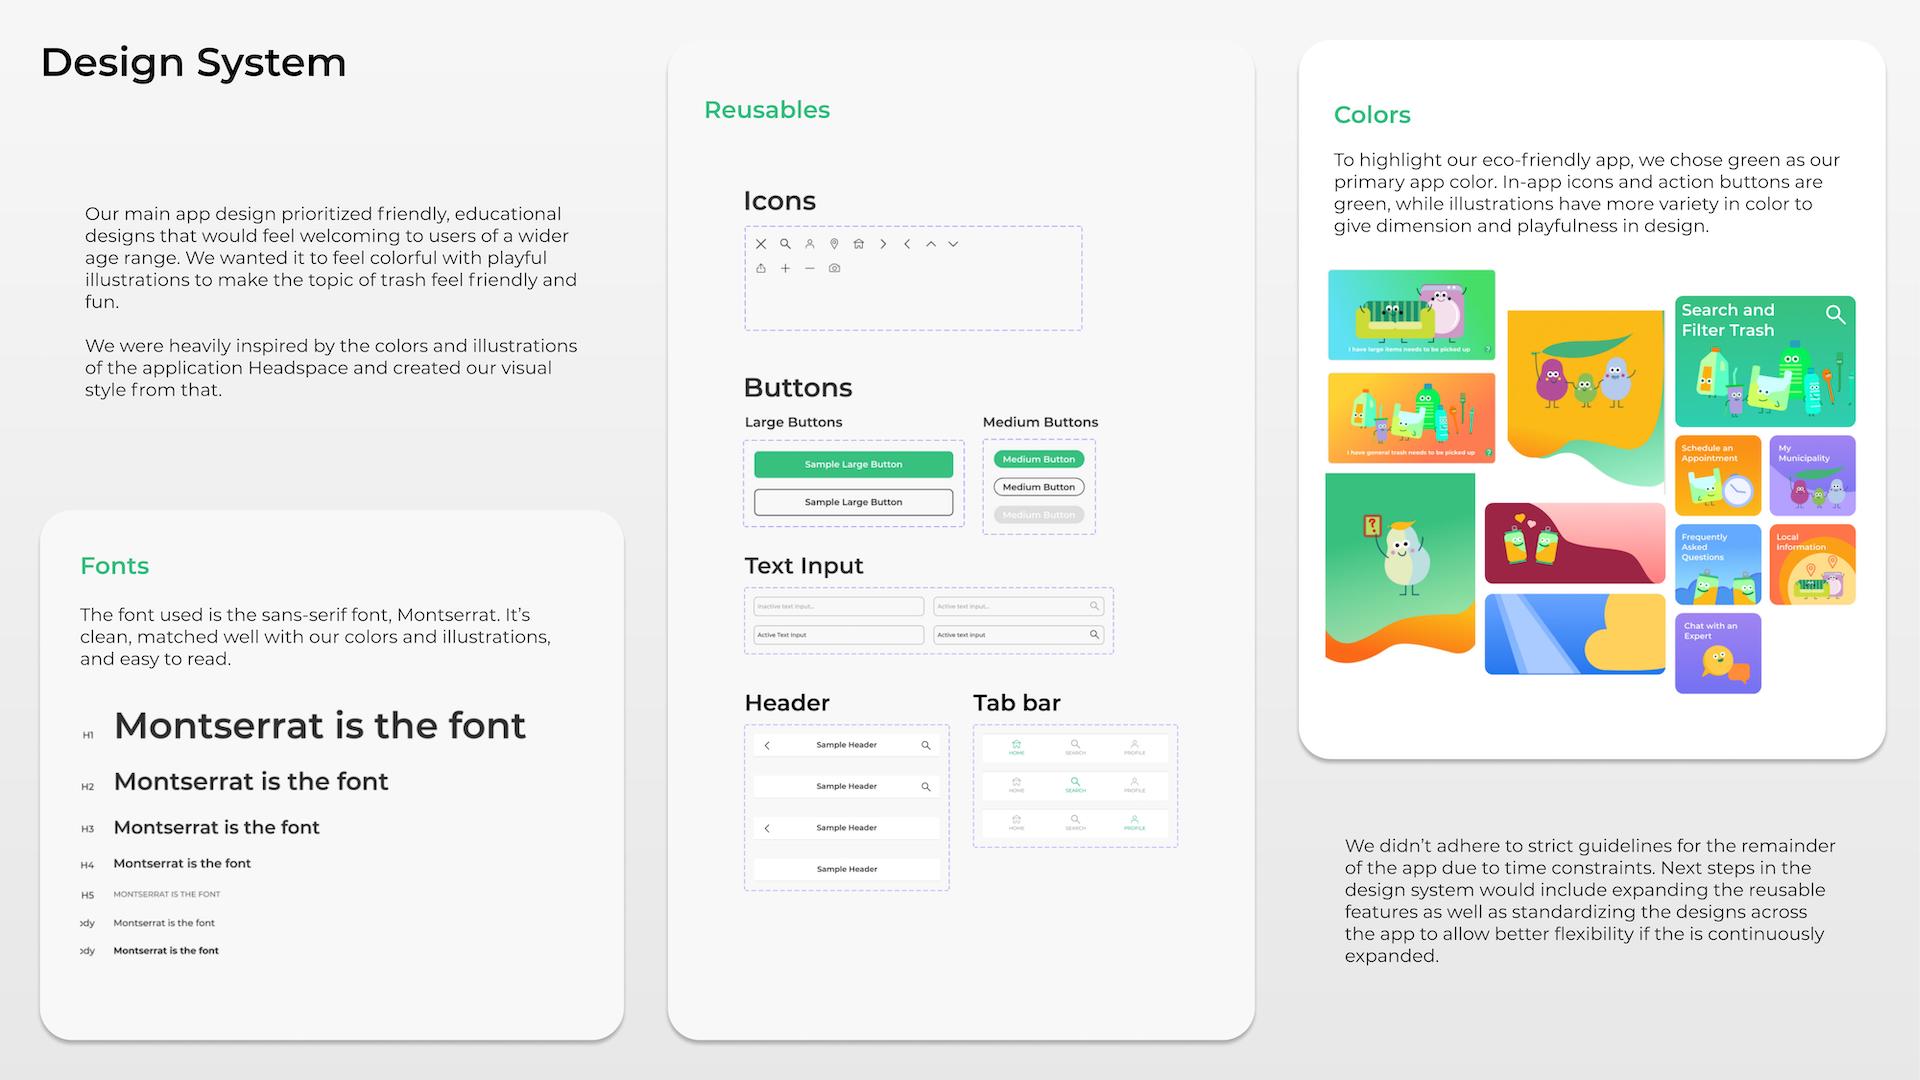 Design System
Our main app design prioritized friendly, educational
designs that would feel welcoming to users of a wider
age range. We wanted it to feel colorful with playful
illustrations to make the topic of trash feel friendly and
fun.
We were heavily inspired by the colors and illustrations
of the application Headspace and created our visual
style from that.
Fonts
The font used is the sans-serif font, Montserrat. It's
clean, matched well with our colors and illustrations,
and easy to read.
H1 Montserrat is the font
H2 Montserrat is the font
H3 Montserrat is the font
H4 Montserrat is the font
H5 MONTSERRAT IS THE FONT
ody Montserrat is the font
ody Montserrat is the font
Reusables
Icons
Buttons
Large Buttons
Sample Large Button
Sample Large Button
Medium Buttons
Medium Button
Medium Button
Medium Button
Text Input
Inactive text input...
Active text input...
Active Text Input
Active text input
Header
Sample Header
Sample Header
Sample Header
Sample Header
Tab bar
HOME SEARCH PROFILE
HOME SEARCH PROFILE
HOME SEARCH PROFILE
Colors
To highlight our eco-friendly app, we chose green as our
primary app color. In-app icons and action buttons are
green, while illustrations have more variety in color to
give dimension and playfulness in design.
I have large items needs to be picked up ?
I have general trash needs to be picked up ?
?
Search and
Filter Trash
Schedule an
Appointment
My
Municipality
Frequently
Asked
Questions
Local
Information
Chat with an
Expert
We didn't adhere to strict guidelines for the remainder
of the app due to time constraints. Next steps in the
design system would include expanding the reusable
features as well as standardizing the designs across
the app to allow better flexibility if the is continuously
expanded.